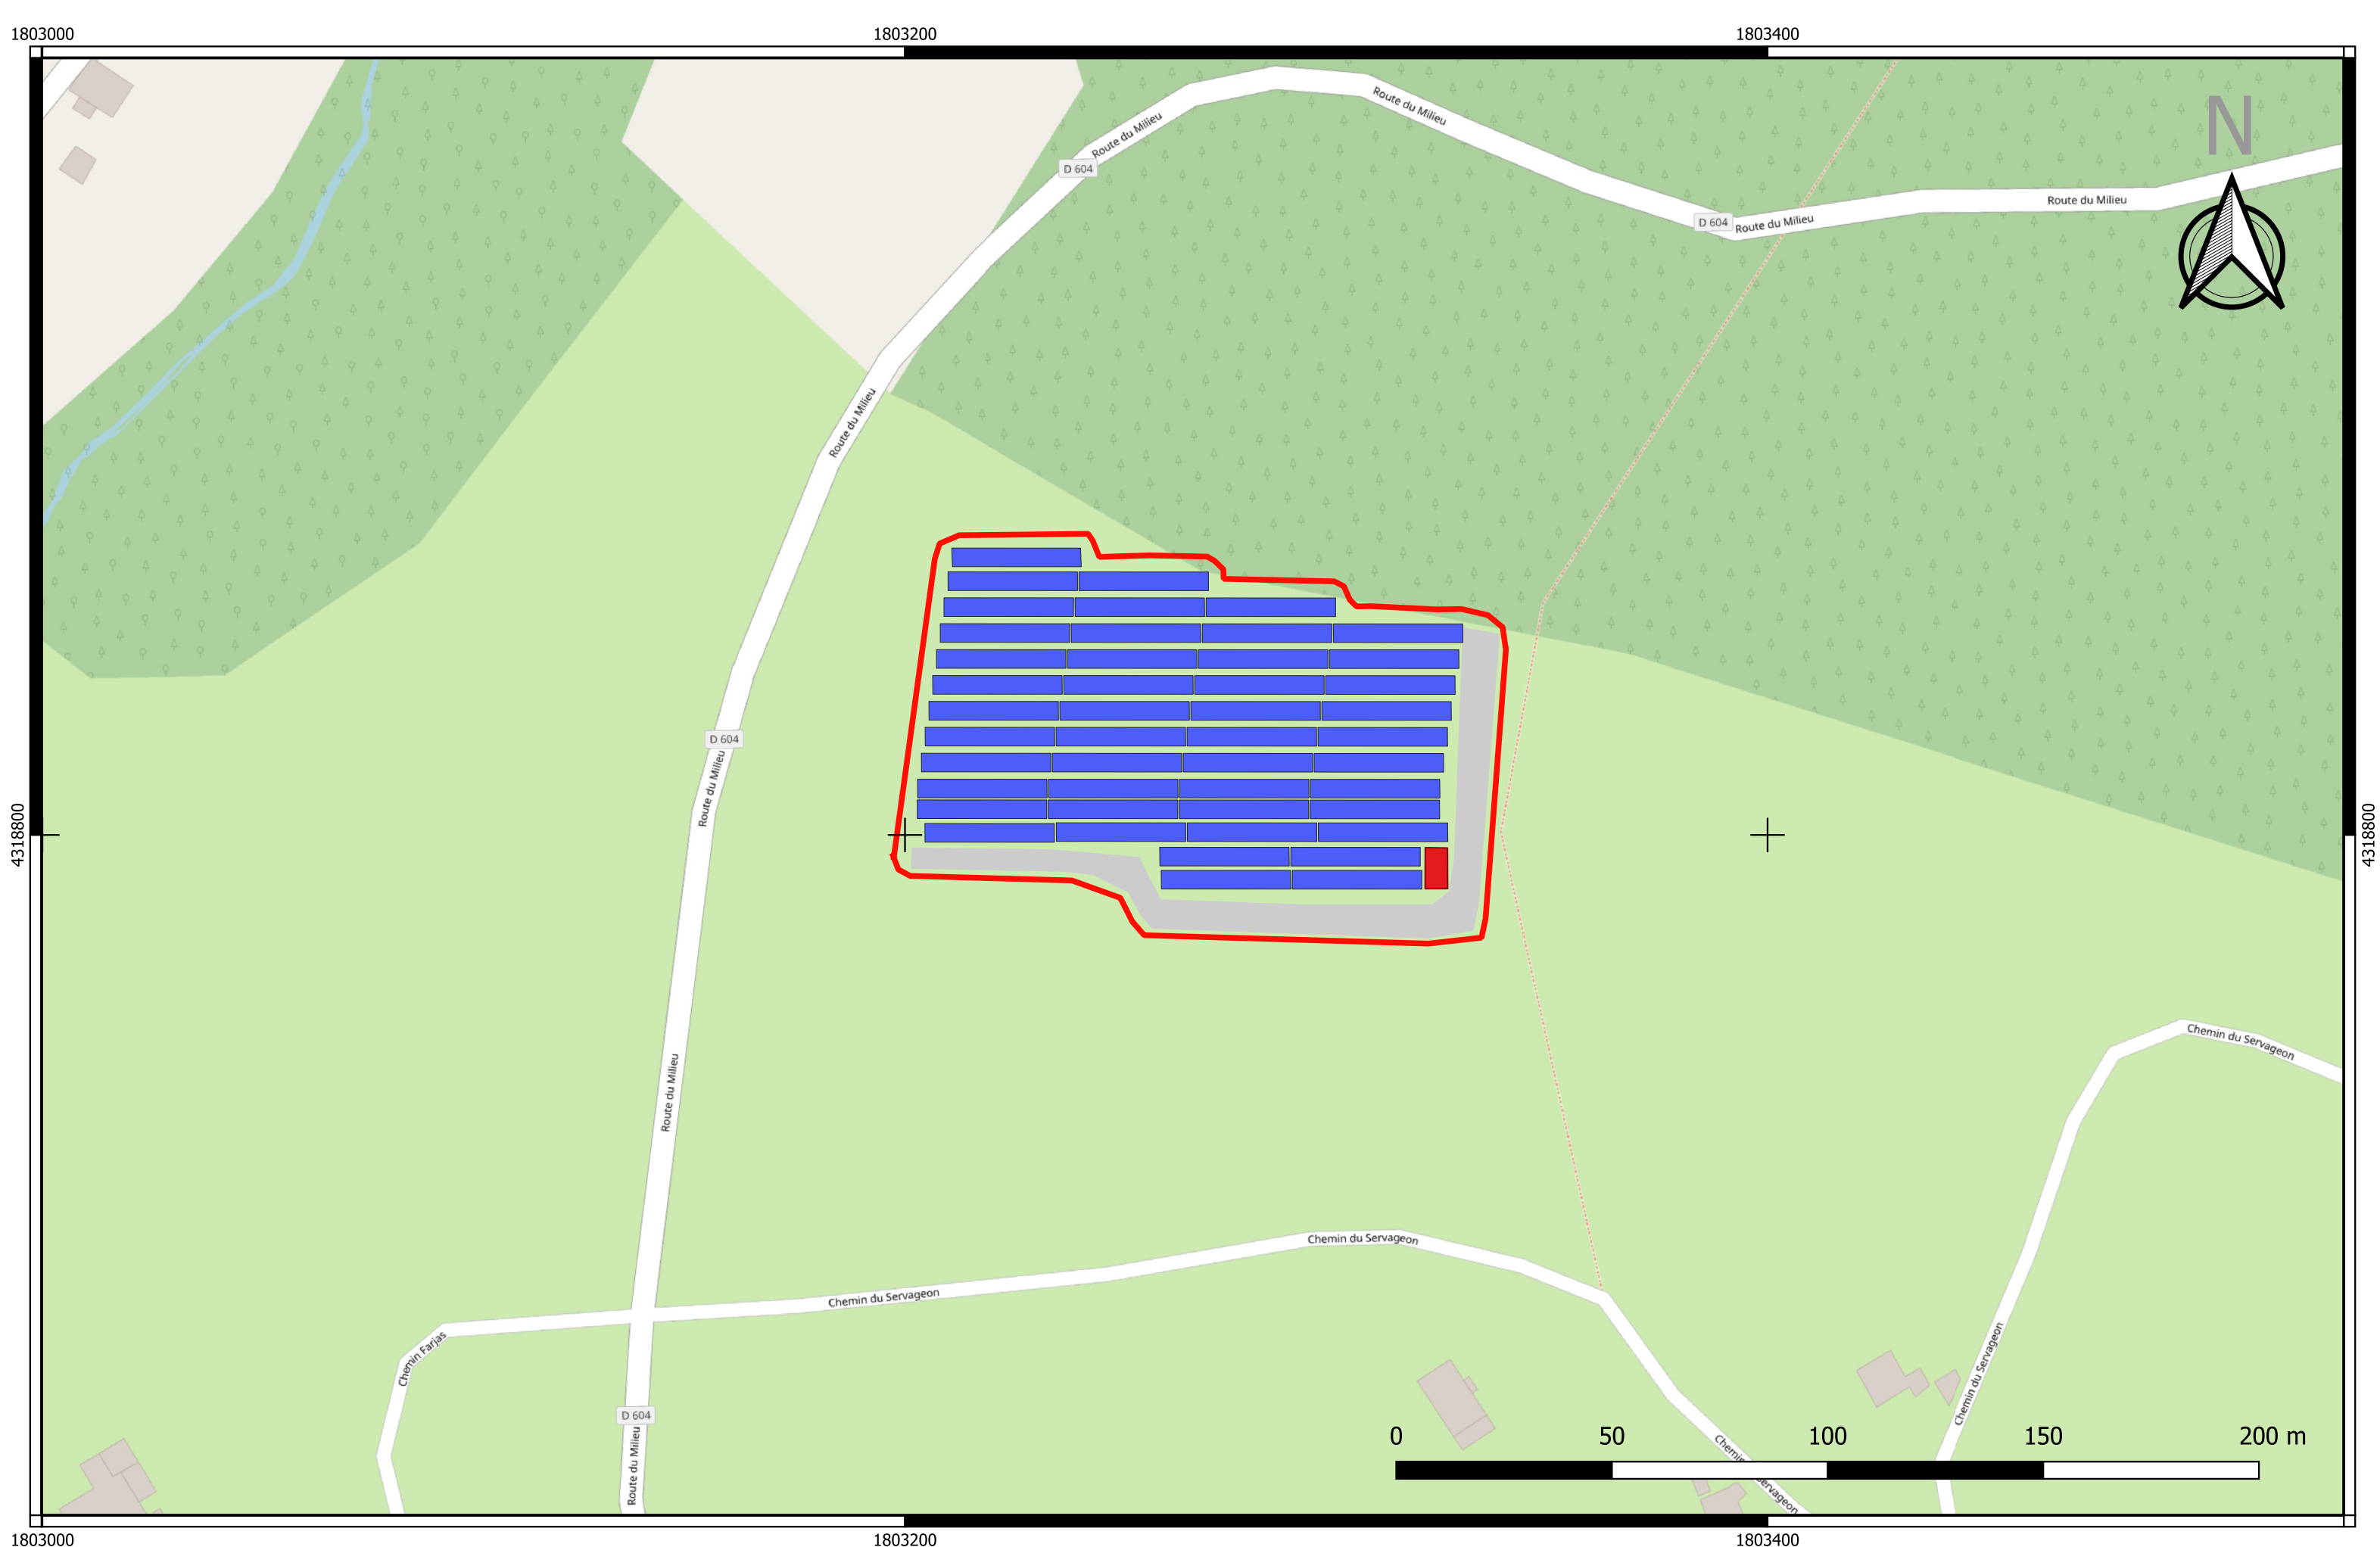 1803000
1803200
1803400
N
Route du Milieu
Route du Milieu
D 604
Route du Milieu
D 604
Route du Milieu
Route du Milieu
D 604
Route du Milieu
4318800
4318800
Chemin du Servageon
Route du Milieu
Chemin du Servageon
Chemin du Servageon
Chemin Farjas
Chemin du Servageon
D 604
Route du Milieu
0
50
100
150
200 m
Servageon
1803000
1803200
1803400